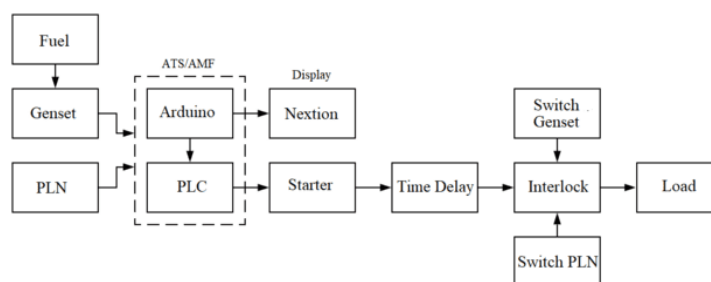 Fuel
ATS/AMF
Display
Genset
Arduino
Nextion
Switch
Genset
PLN
PLC
Starter
Time Delay
Interlock
Load
Switch PLN